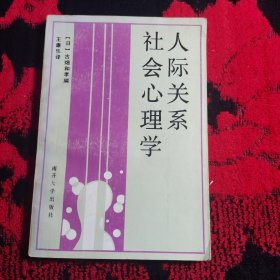 人际关系
社会心理学
〔日〕古畑和孝编
王康乐译
南开大学出版社